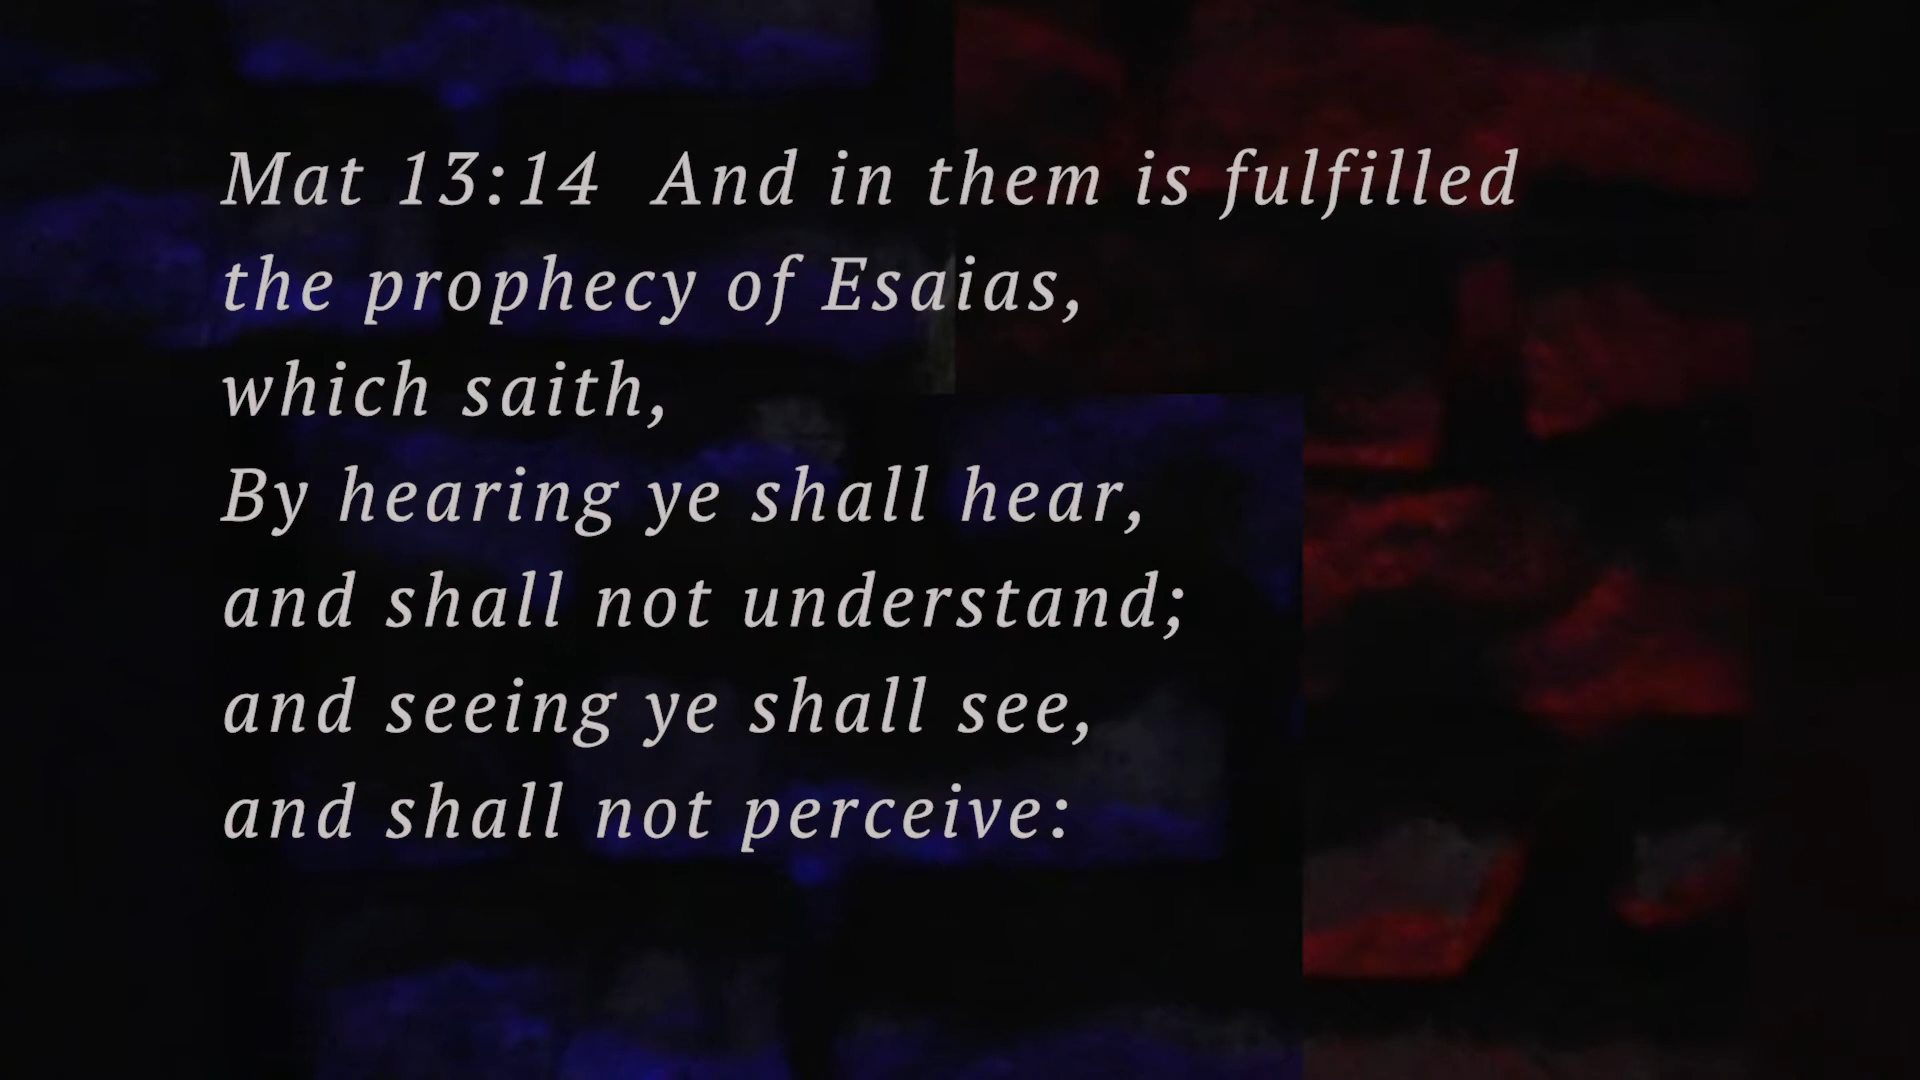 Mat 13:14  And in them is fulfilled
the prophecy of Esaias,
which saith,
By hearing ye shall hear,
and shall not understand;
and seeing ye shall see,
and shall not perceive: